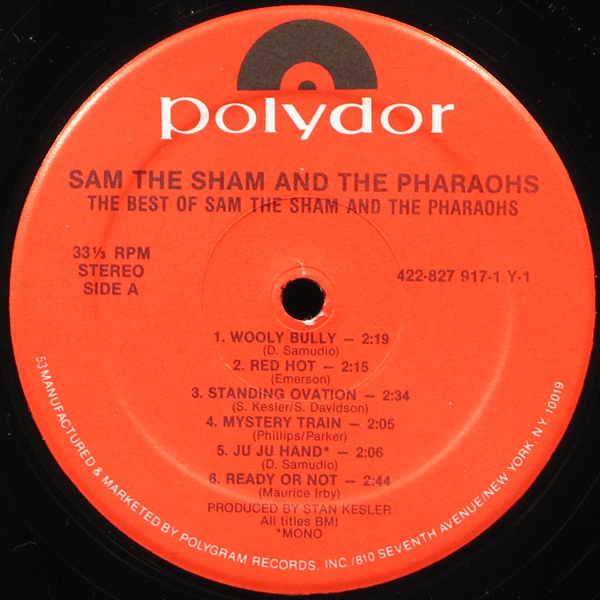 polydor
SAM THE SHAM AND THE PHARAOHS
THE BEST OF SAM THE SHAM AND THE PHARAOHS
33⅓ RPM
STEREO
SIDE A
422-827 917-1 Y-1
1. WOOLY BULLY – 2:19
(D. Samudio)
2. RED HOT – 2:15
(Emerson)
3. STANDING OVATION – 2:34
(S. Kesler/S. Davidson)
4. MYSTERY TRAIN – 2:05
(Phillips/Parker)
5. JU JU HAND* – 2:06
(D. Samudio)
6. READY OR NOT – 2:44
(Maurice Irby)
PRODUCED BY STAN KESLER
All titles BMI
*MONO
53 MANUFACTURED & MARKETED BY POLYGRAM RECORDS, INC./810 SEVENTH AVENUE/NEW YORK, N.Y. 10019